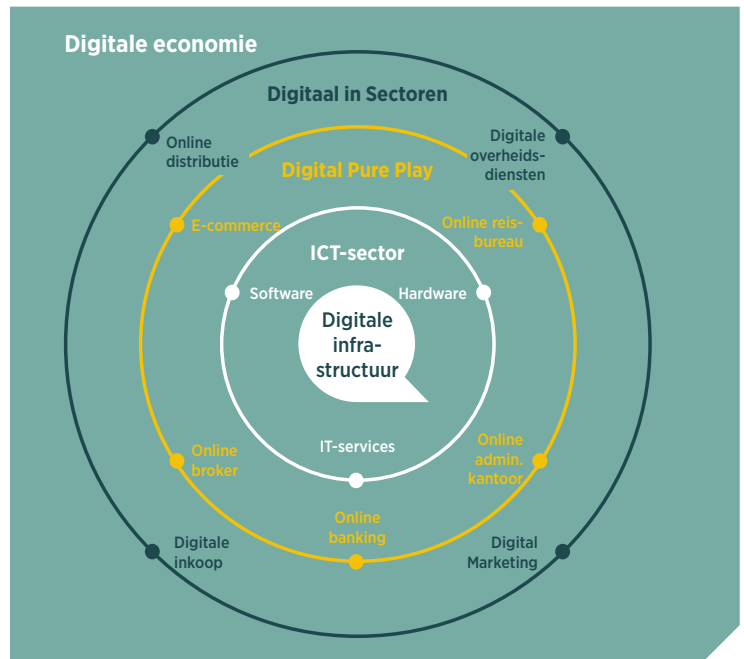 Digitale economie
Digitaal in Sectoren
Online
distributie
Digitale
overheids-
diensten
Digital Pure Play
E-commerce
Online reis-
bureau
ICT-sector
Software
Hardware
Digitale
infra-
structuur
IT-services
Online
broker
Online
admin.
kantoor
Online
banking
Digitale
inkoop
Digital
Marketing